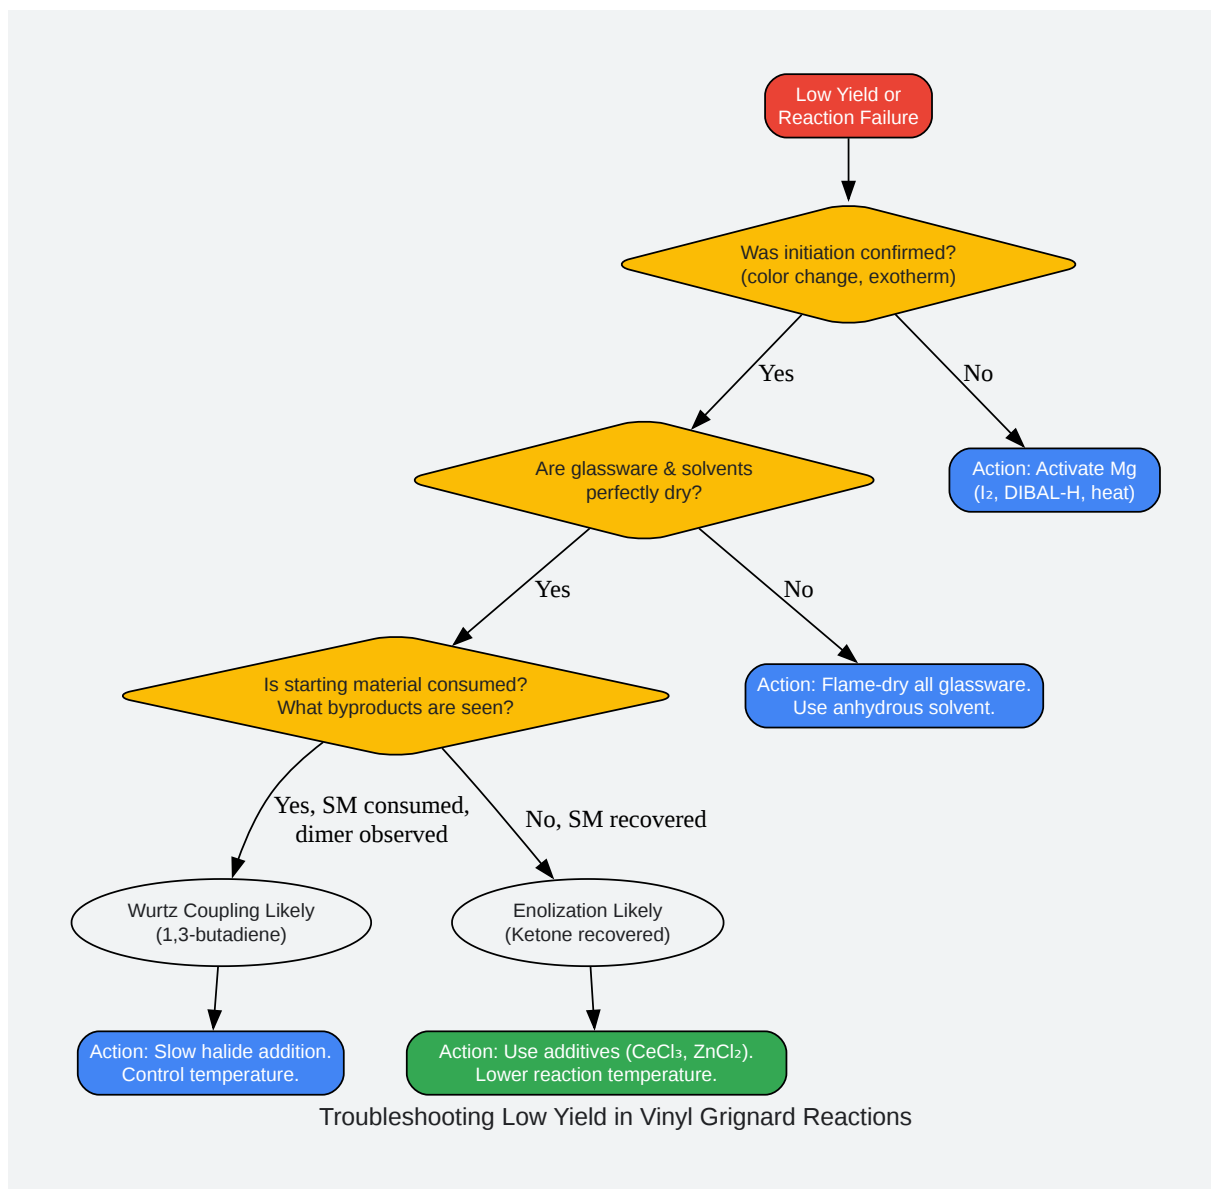 Low Yield or
Reaction Failure
Was initiation confirmed?
(color change, exotherm)
Yes
No
Are glassware & solvents
perfectly dry?
Action: Activate Mg
(I₂, DIBAL-H, heat)
Yes
No
Is starting material consumed?
What byproducts are seen?
Action: Flame-dry all glassware.
Use anhydrous solvent.
Yes, SM consumed,
dimer observed
No, SM recovered
Wurtz Coupling Likely
(1,3-butadiene)
Enolization Likely
(Ketone recovered)
Action: Slow halide addition.
Control temperature.
Action: Use additives (CeCl₃, ZnCl₂).
Lower reaction temperature.
Troubleshooting Low Yield in Vinyl Grignard Reactions